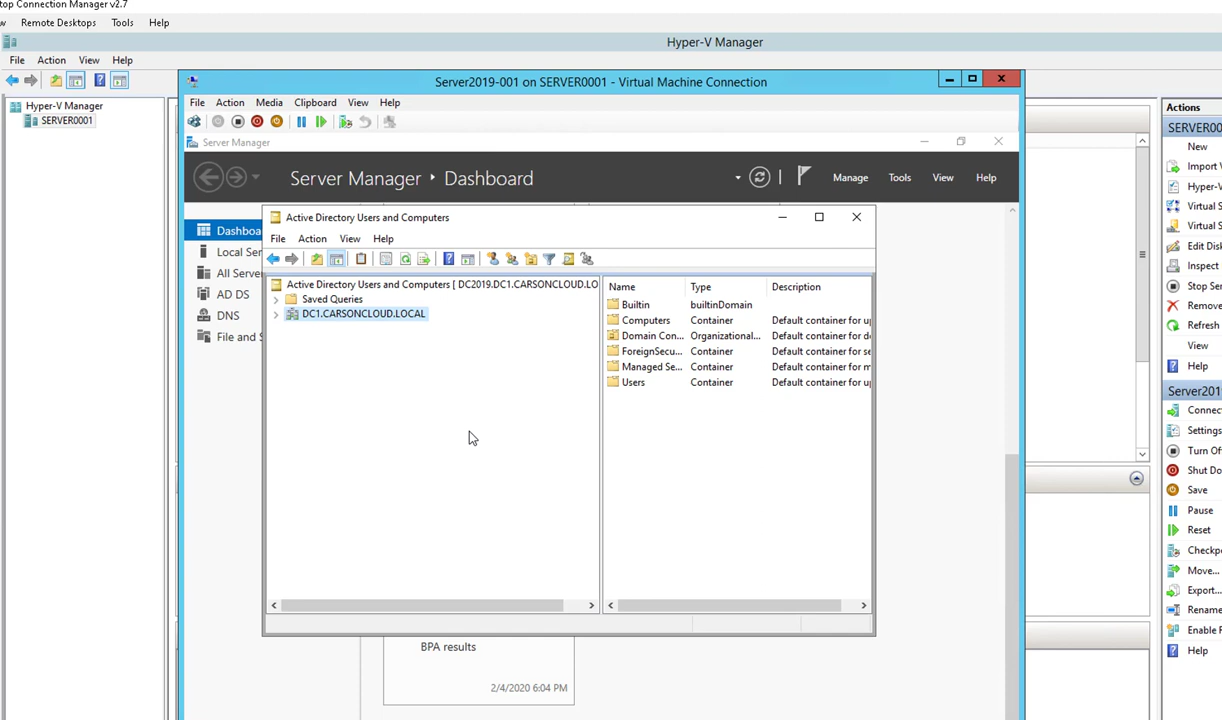 top Connection Manager v2.7
w Remote Desktops Tools Help
Hyper-V Manager
File Action View Help
Hyper-V Manager
SERVER0001
Server2019-001 on SERVER0001 - Virtual Machine Connection
File Action Media Clipboard View Help
Server Manager
Server Manager • Dashboard
Manage Tools View Help
Dashboa
Local Ser
All Serve
AD DS
DNS
File and S
Active Directory Users and Computers
File Action View Help
Active Directory Users and Computers [ DC2019.DC1.CARSONCLOUD.LO
Saved Queries
DC1.CARSONCLOUD.LOCAL
Name Type Description
Builtin builtinDomain
Computers Container Default container for up
Domain Con... Organizational... Default container for do
ForeignSecu... Container Default container for se
Managed Se... Container Default container for m
Users Container Default container for up
BPA results
2/4/2020 6:04 PM
Actions
SERVER00
New
Import V
Hyper-V
Virtual S
Virtual S
Edit Disk
Inspect
Stop Ser
Remove
Refresh
View
Help
Server201
Connec
Settings
Turn Of
Shut Do
Save
Pause
Reset
Checkpo
Move...
Export...
Rename
Enable R
Help